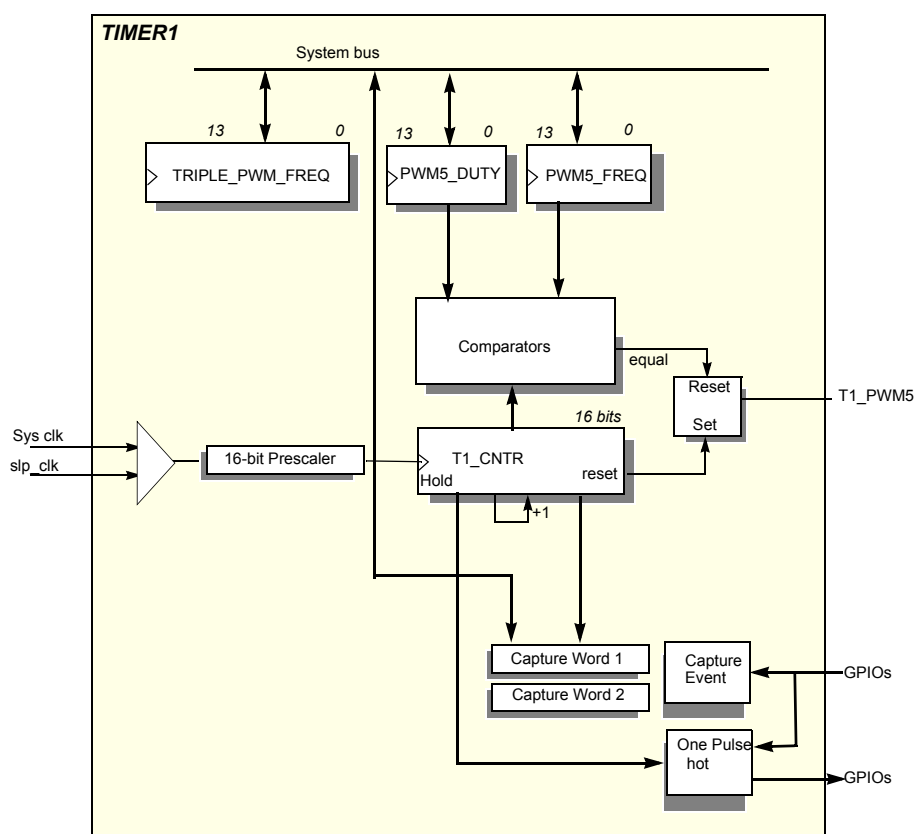 TIMER1
System bus
13 0
13 0
13 0
TRIPLE_PWM_FREQ
PWM5_DUTY
PWM5_FREQ
Comparators
equal
Reset
Set
T1_PWM5
16 bits
Sys clk
slp_clk
16-bit Prescaler
T1_CNTR
Hold
reset
+1
Capture Word 1
Capture Word 2
Capture
Event
GPIOs
One Pulse
hot
GPIOs